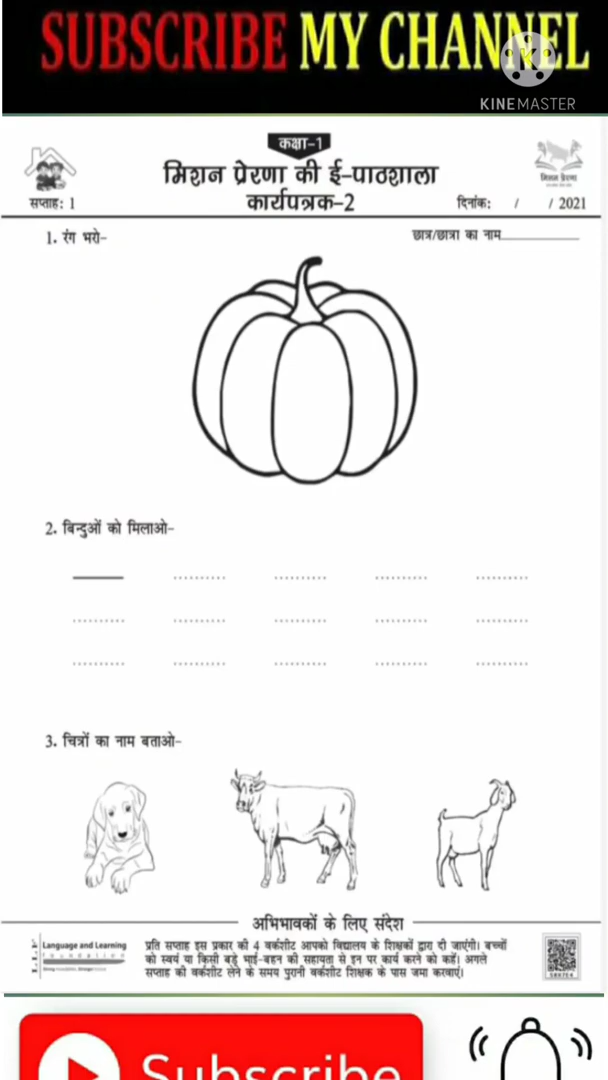 SUBSCRIBE MY CHANNEL
KINEMASTER
कक्षा-1
मिशन प्रेरणा की ई-पाठशाला
मिशन प्रेरणा
सप्ताह: 1
कार्यपत्रक-2
दिनांक: / / 2021
1. रंग भरो-
छात्र/छात्रा का नाम
2. बिन्दुओं को मिलाओ-
3. चित्रों का नाम बताओ-
अभिभावकों के लिए संदेश
Language and Learning
Foundation
प्रति सप्ताह इस प्रकार की 4 वर्कशीट आपको विद्यालय के शिक्षकों द्वारा दी जाएंगी। बच्चों
को स्वयं या किसी बड़े भाई-बहन की सहायता से इन पर कार्य करने को कहें। अगले
सप्ताह की वर्कशीट लेने के समय पुरानी वर्कशीट शिक्षक के पास जमा करवाएं।
Subscribe